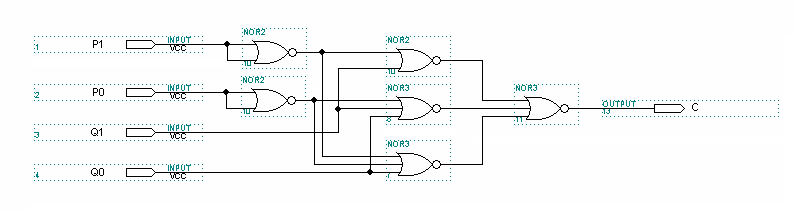 NOR2
NOR2
1 P1 INPUT
VCC
10
10
NOR2
NOR3
NOR3
2 P0 INPUT
VCC
OUTPUT C
10
13
8
11
3 Q1 INPUT
VCC
NOR3
4 Q0 INPUT
VCC
7